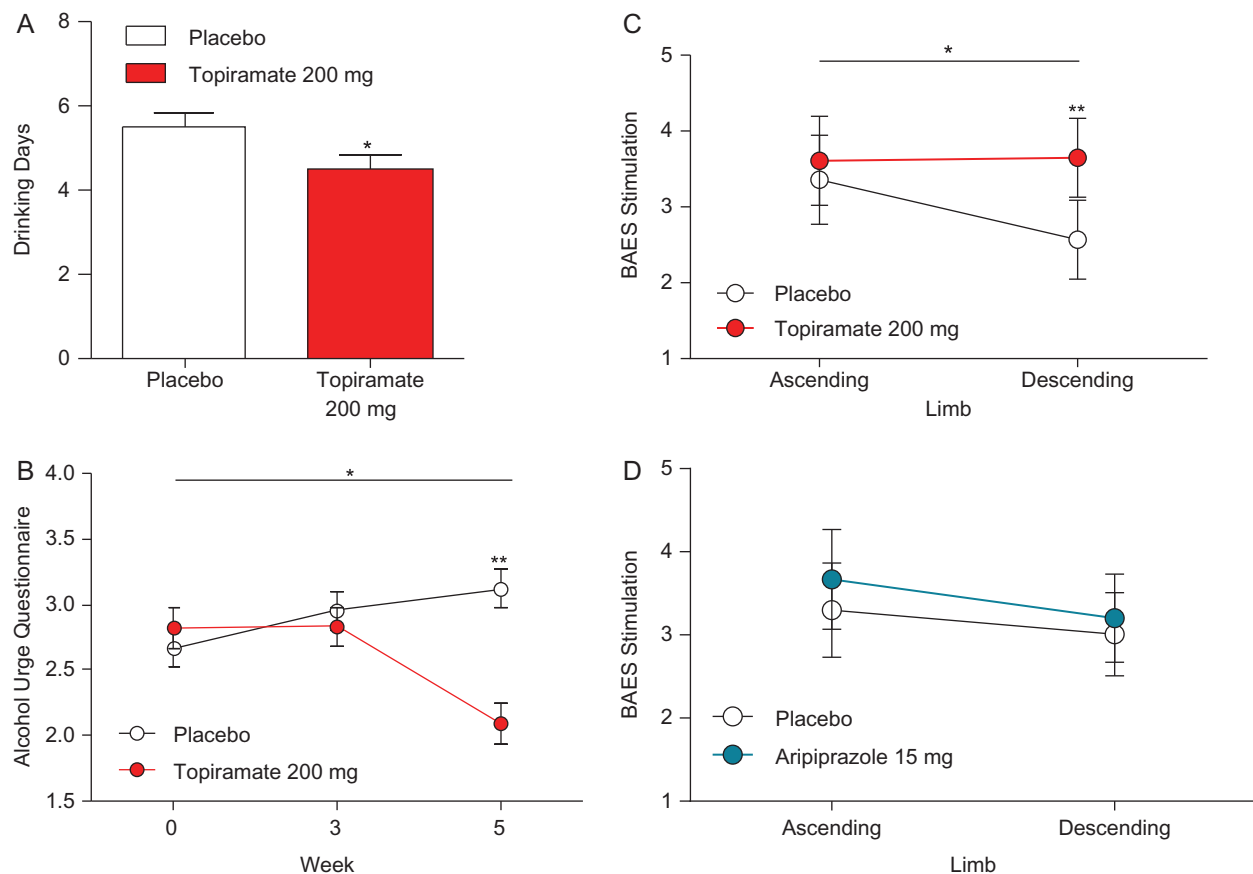 A
8
6
4
2
0
Drinking Days
Placebo
Topiramate 200 mg
*
Placebo
Topiramate
200 mg
B
4.0
3.5
3.0
2.5
2.0
1.5
Alcohol Urge Questionnaire
*
**
Placebo
Topiramate 200 mg
0
3
5
Week
C
5
4
3
2
1
BAES Stimulation
*
**
Placebo
Topiramate 200 mg
Ascending
Descending
Limb
D
5
4
3
2
1
BAES Stimulation
Placebo
Aripiprazole 15 mg
Ascending
Descending
Limb